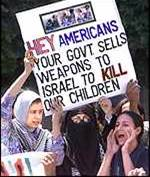 HEY AMERICANS
YOUR GOVT SELLS
WEAPONS TO
ISRAEL TO KILL
OUR CHILDREN